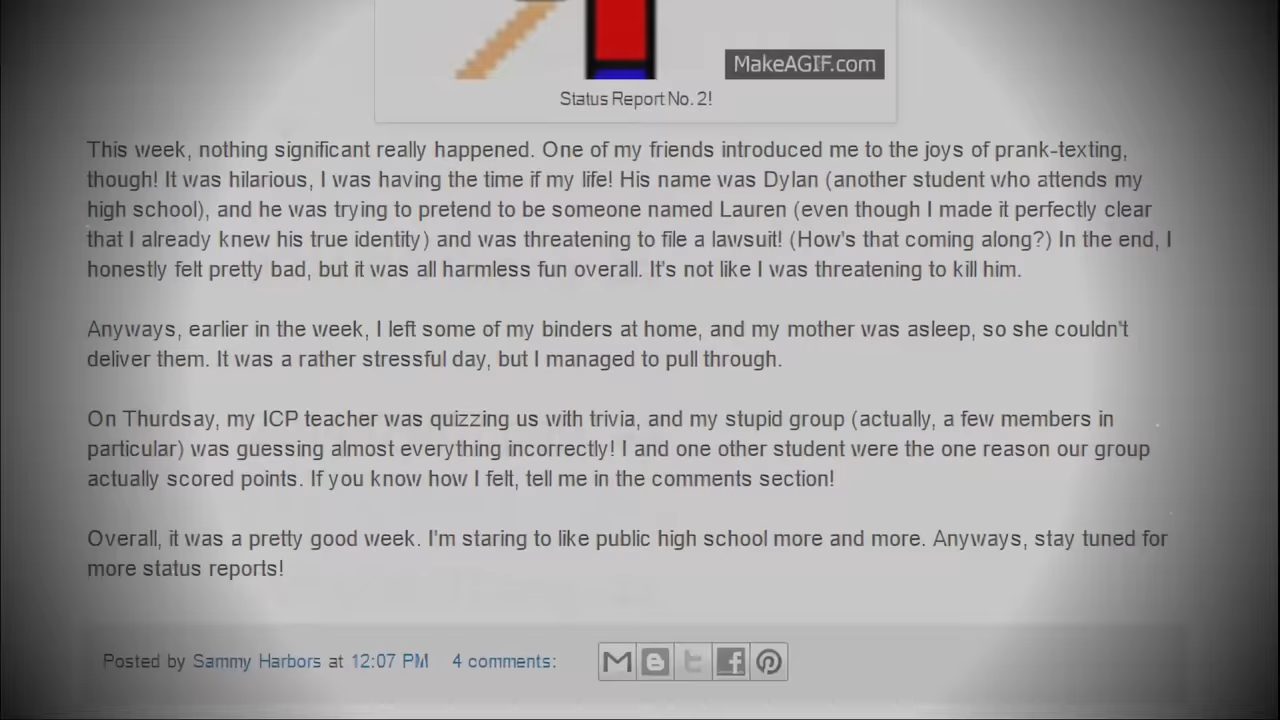 MakeAGIF.com
Status Report No. 2!
This week, nothing significant really happened. One of my friends introduced me to the joys of prank-texting,
though! It was hilarious, I was having the time if my life! His name was Dylan (another student who attends my
high school), and he was trying to pretend to be someone named Lauren (even though I made it perfectly clear
that I already knew his true identity) and was threatening to file a lawsuit! (How's that coming along?) In the end, I
honestly felt pretty bad, but it was all harmless fun overall. It's not like I was threatening to kill him.
Anyways, earlier in the week, I left some of my binders at home, and my mother was asleep, so she couldn't
deliver them. It was a rather stressful day, but I managed to pull through.
On Thurdsay, my ICP teacher was quizzing us with trivia, and my stupid group (actually, a few members in
particular) was guessing almost everything incorrectly! I and one other student were the one reason our group
actually scored points. If you know how I felt, tell me in the comments section!
Overall, it was a pretty good week. I'm staring to like public high school more and more. Anyways, stay tuned for
more status reports!
Posted by Sammy Harbors at 12:07 PM 4 comments: